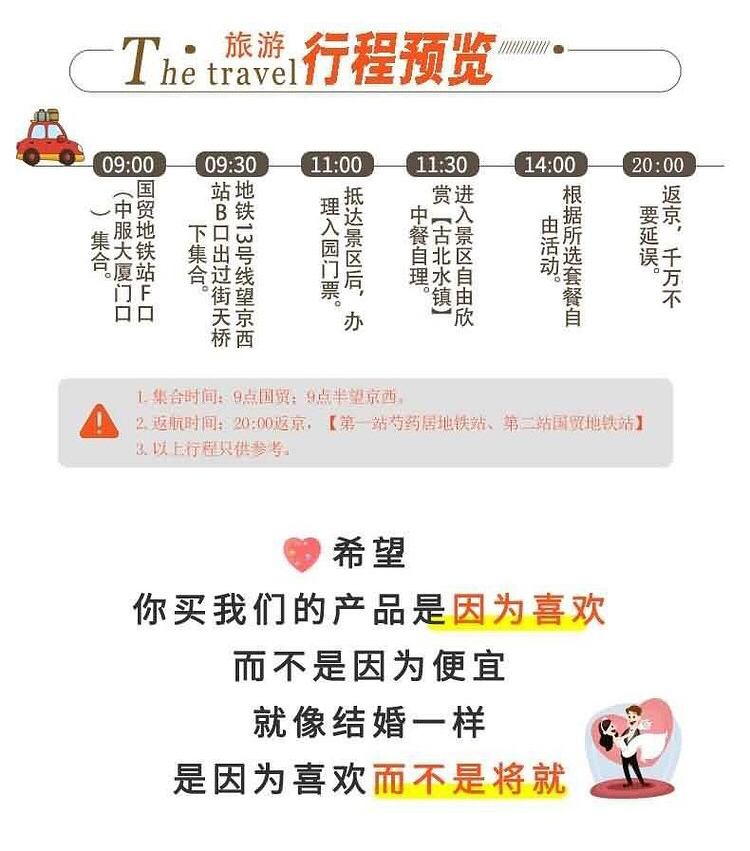 The travel 旅游 行程预览
09:00
国贸地铁站F口
（中服大厦门口
）集合。
09:30
地铁13号线望京西
站B口出过街天桥
下集合。
11:00
抵达景区后，办
理入园门票。
11:30
进入景区自由欣
赏【古北水镇】
中餐自理。
14:00
根据所选套餐自
由活动。
20:00
返京，千万不
要延误。
1.集合时间：9点国贸；9点半望京西。
2.返航时间：20:00返京，【第一站芍药居地铁站、第二站国贸地铁站】
3.以上行程只供参考。
希望
你买我们的产品是因为喜欢
而不是因为便宜
就像结婚一样
是因为喜欢而不是将就